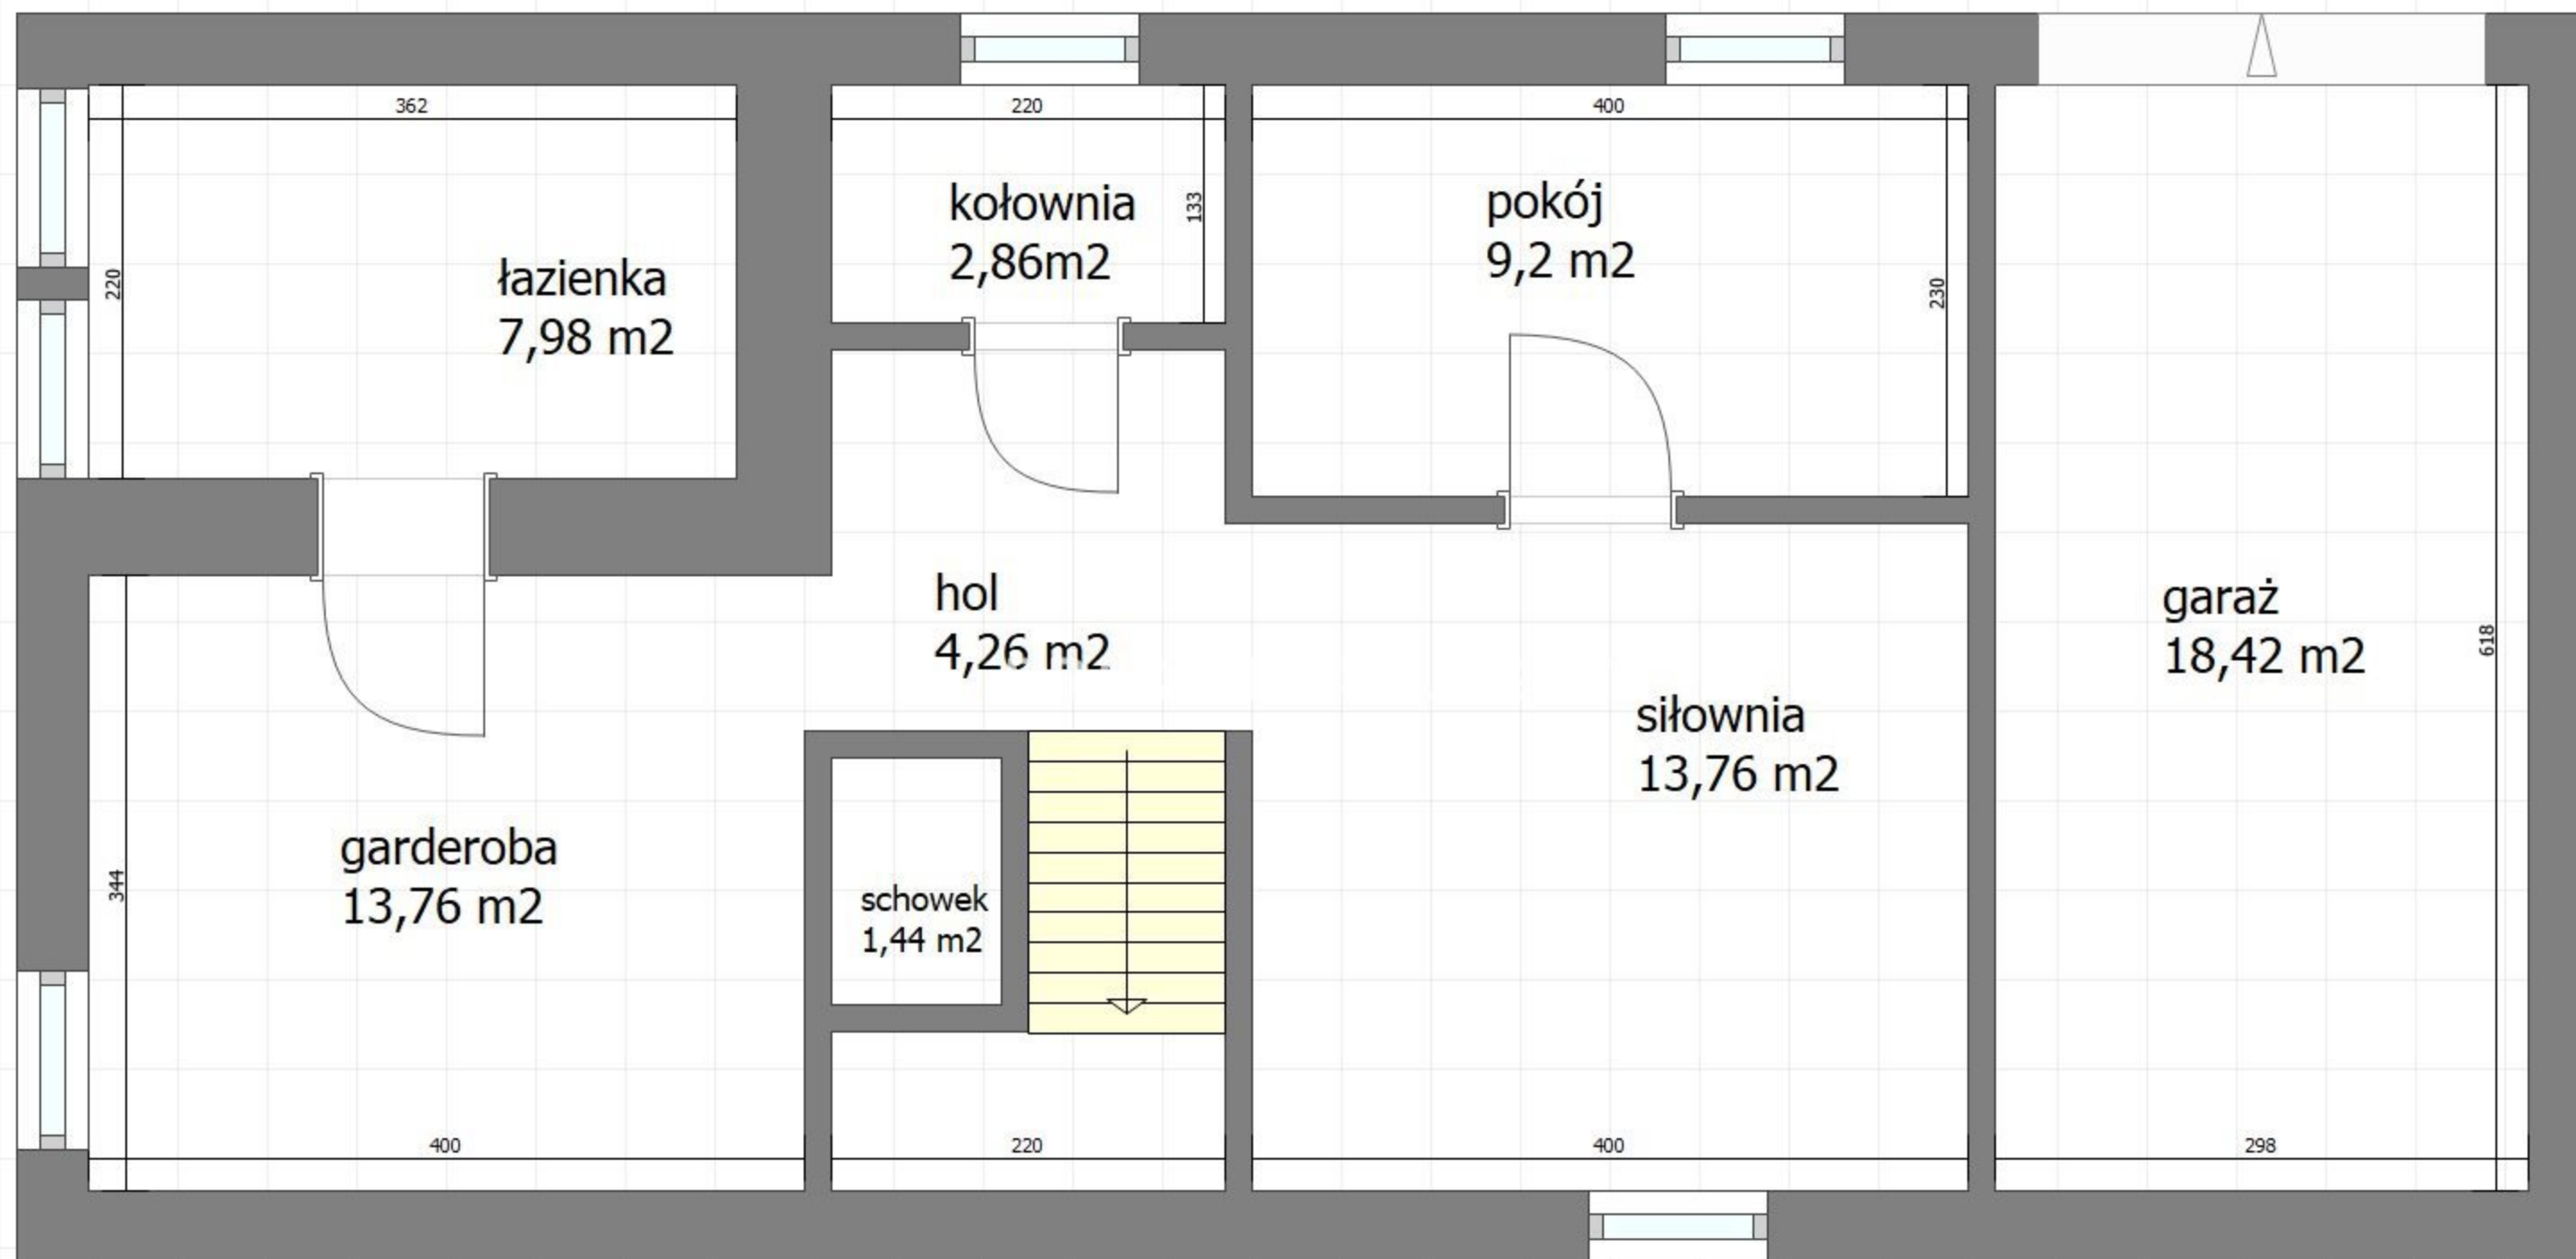 362
220
400
kołownia
2,86m2
133
pokój
9,2 m2
230
220
łazienka
7,98 m2
hol
4,26 m2
garaż
18,42 m2
618
siłownia
13,76 m2
garderoba
13,76 m2
344
schowek
1,44 m2
400
220
400
298